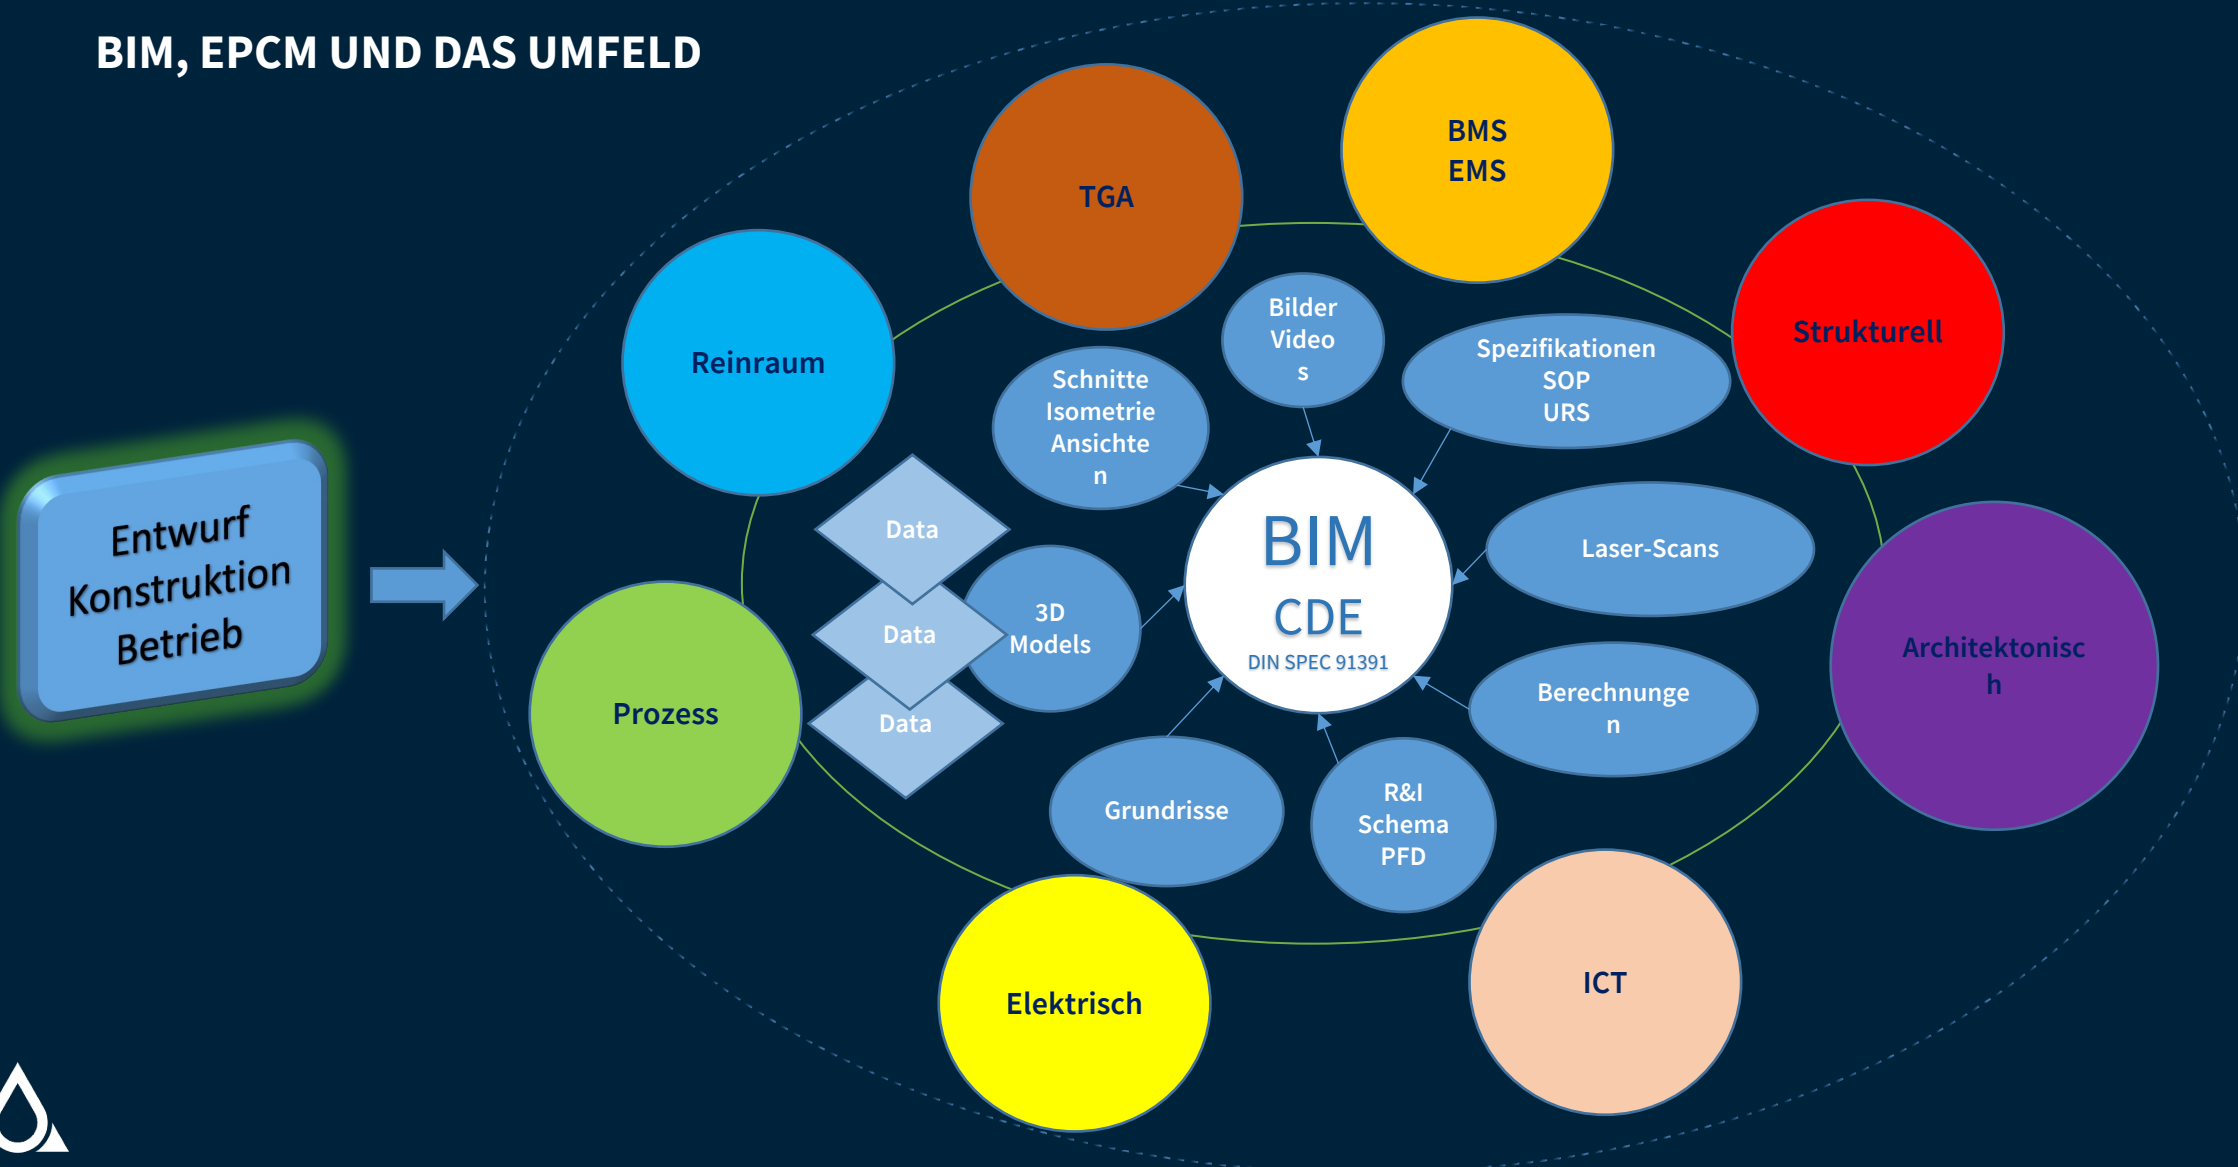 BIM, EPCM UND DAS UMFELD
TGA
BMS
EMS
Strukturell
Reinraum
Bilder
Video
s
Spezifikationen
SOP
URS
Schnitte
Isometrie
Ansichte
n
Entwurf
Konstruktion
Betrieb
Data
Data
Data
3D
Models
BIM
CDE
DIN SPEC 91391
Laser-Scans
Architektonisc
h
Berechnunge
n
Prozess
Grundrisse
R&I
Schema
PFD
Elektrisch
ICT